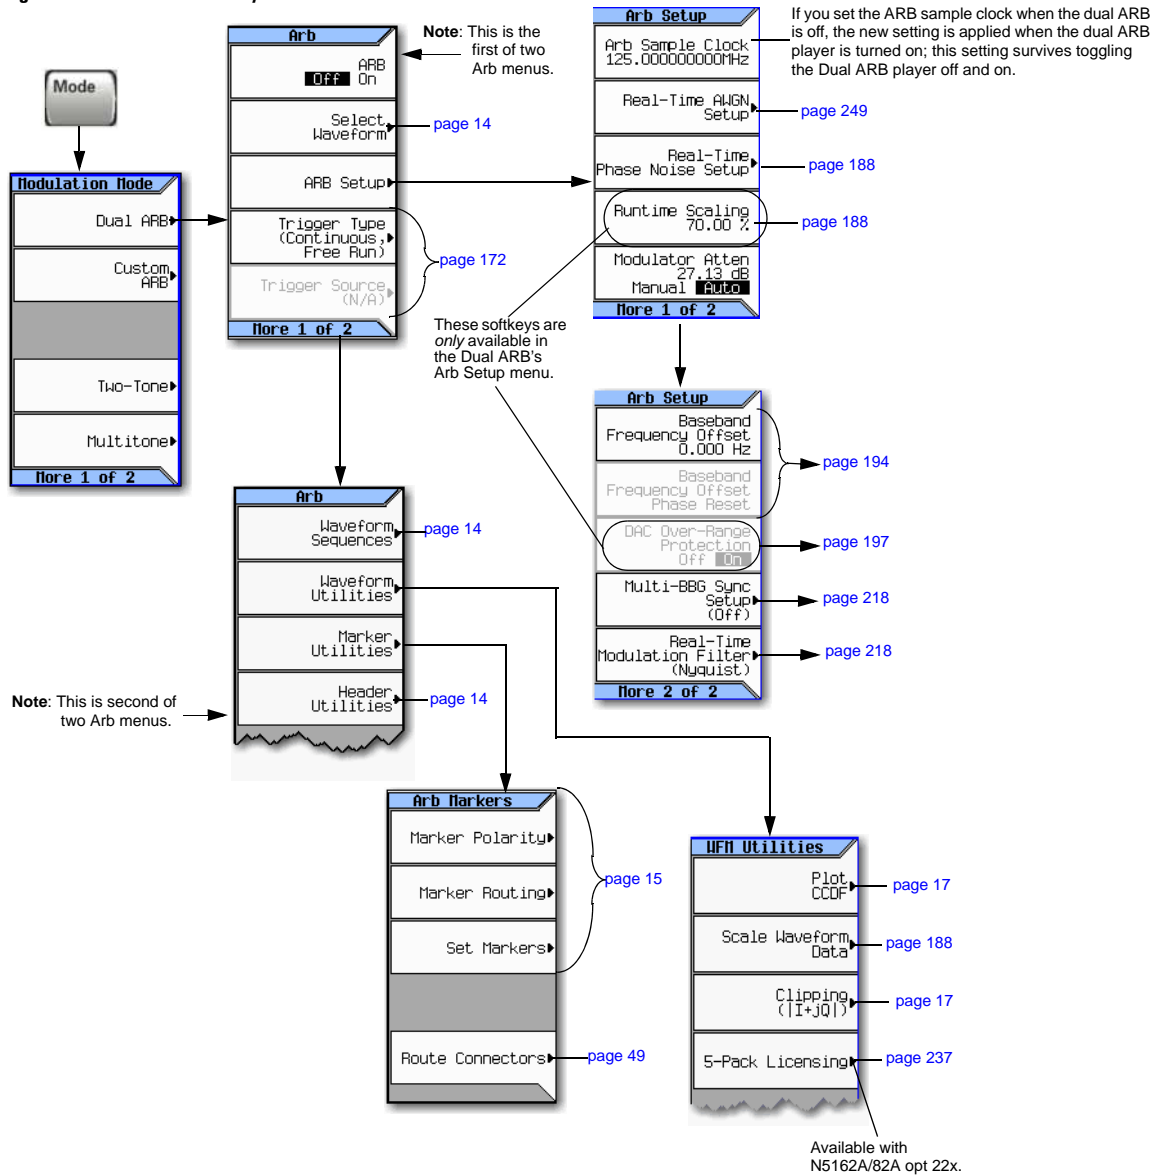 Mode
Modulation Mode
Dual ARB
Custom
ARB
Two-Tone
Multitone
More 1 of 2
Arb
ARB
Off On
Select
Waveform
ARB Setup
Trigger Type
(Continuous,
Free Run)
Trigger Source
(N/A)
More 1 of 2
Note: This is the
first of two
Arb menus.
page 14
page 172
Arb Setup
Arb Sample Clock
125.000000000MHz
Real-Time AWGN
Setup
Real-Time
Phase Noise Setup
Runtime Scaling
70.00 %
Modulator Atten
27.13 dB
Manual Auto
More 1 of 2
If you set the ARB sample clock when the dual ARB
is off, the new setting is applied when the dual ARB
player is turned on; this setting survives toggling
the Dual ARB player off and on.
page 249
page 188
page 188
These softkeys are
only available in
the Dual ARB's
Arb Setup menu.
Arb Setup
Baseband
Frequency Offset
0.000 Hz
Baseband
Frequency Offset
Phase Reset
DAC Over-Range
Protection
Off On
Multi-BBG Sync
Setup
(Off)
Real-Time
Modulation Filter
(Nyquist)
More 2 of 2
page 194
page 197
page 218
page 218
Arb
Waveform
Sequences
Waveform
Utilities
Marker
Utilities
Header
Utilities
page 14
page 14
Note: This is second of
two Arb menus.
Arb Markers
Marker Polarity
Marker Routing
Set Markers
Route Connectors
page 15
page 49
WFM Utilities
Plot
CCDF
Scale Waveform
Data
Clipping
(|I+jQ|)
5-Pack Licensing
page 17
page 188
page 17
page 237
Available with
N5162A/82A opt 22x.